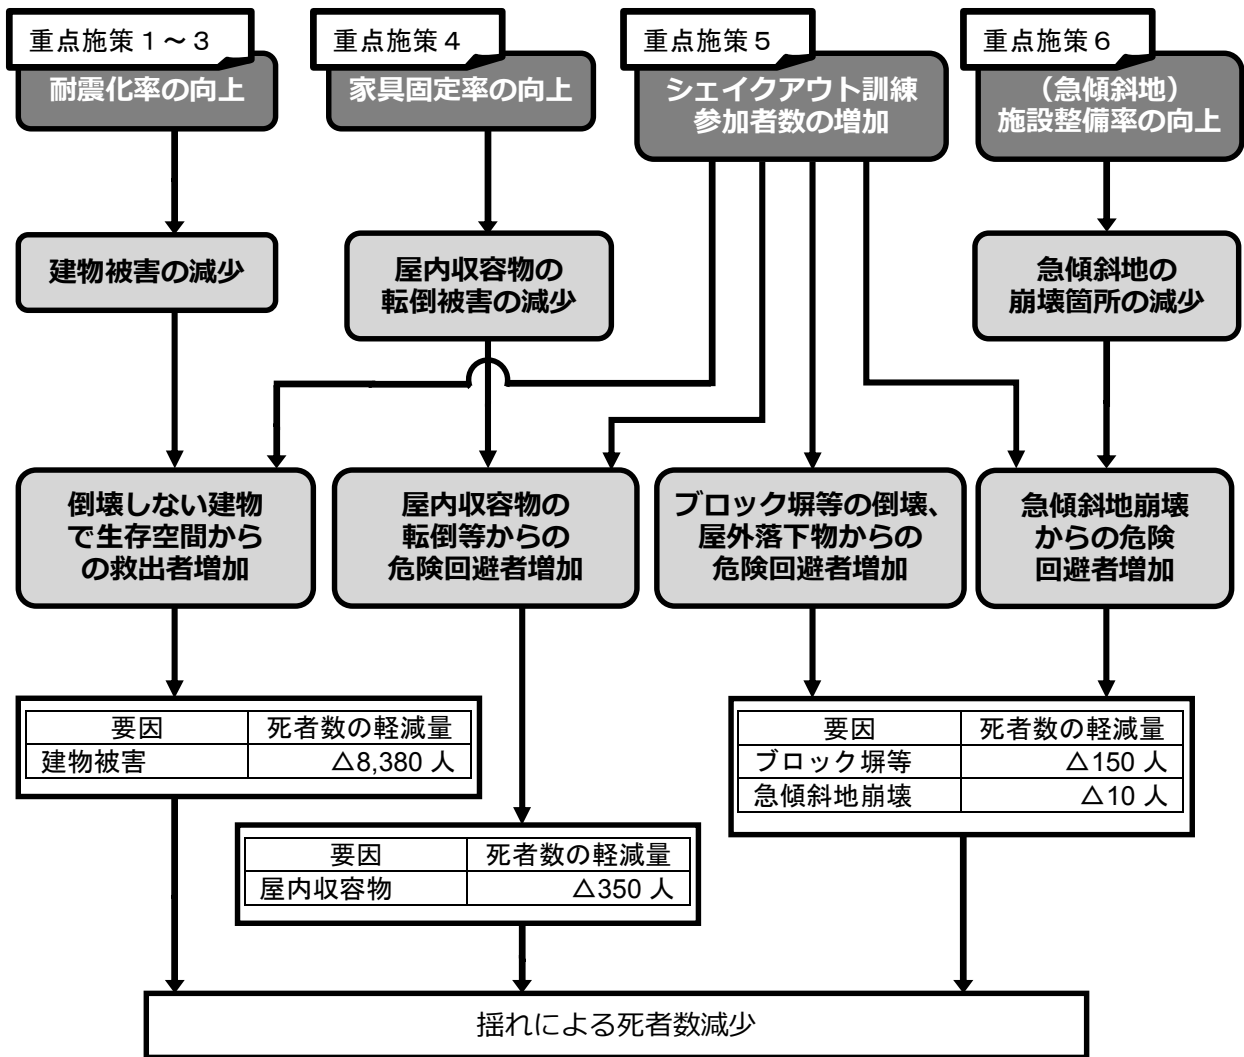 重点施策１～３
耐震化率の向上
重点施策４
家具固定率の向上
重点施策５
シェイクアウト訓練
参加者数の増加
重点施策６
（急傾斜地）
施設整備率の向上
建物被害の減少
屋内収容物の
転倒被害の減少
急傾斜地の
崩壊箇所の減少
倒壊しない建物
で生存空間から
の救出者増加
屋内収容物の
転倒等からの
危険回避者増加
ブロック塀等の倒壊、
屋外落下物からの
危険回避者増加
急傾斜地崩壊
からの危険
回避者増加
要因 死者数の軽減量
建物被害 △8,380 人
要因 死者数の軽減量
ブロック塀等 △150 人
急傾斜地崩壊 △10 人
要因 死者数の軽減量
屋内収容物 △350 人
揺れによる死者数減少